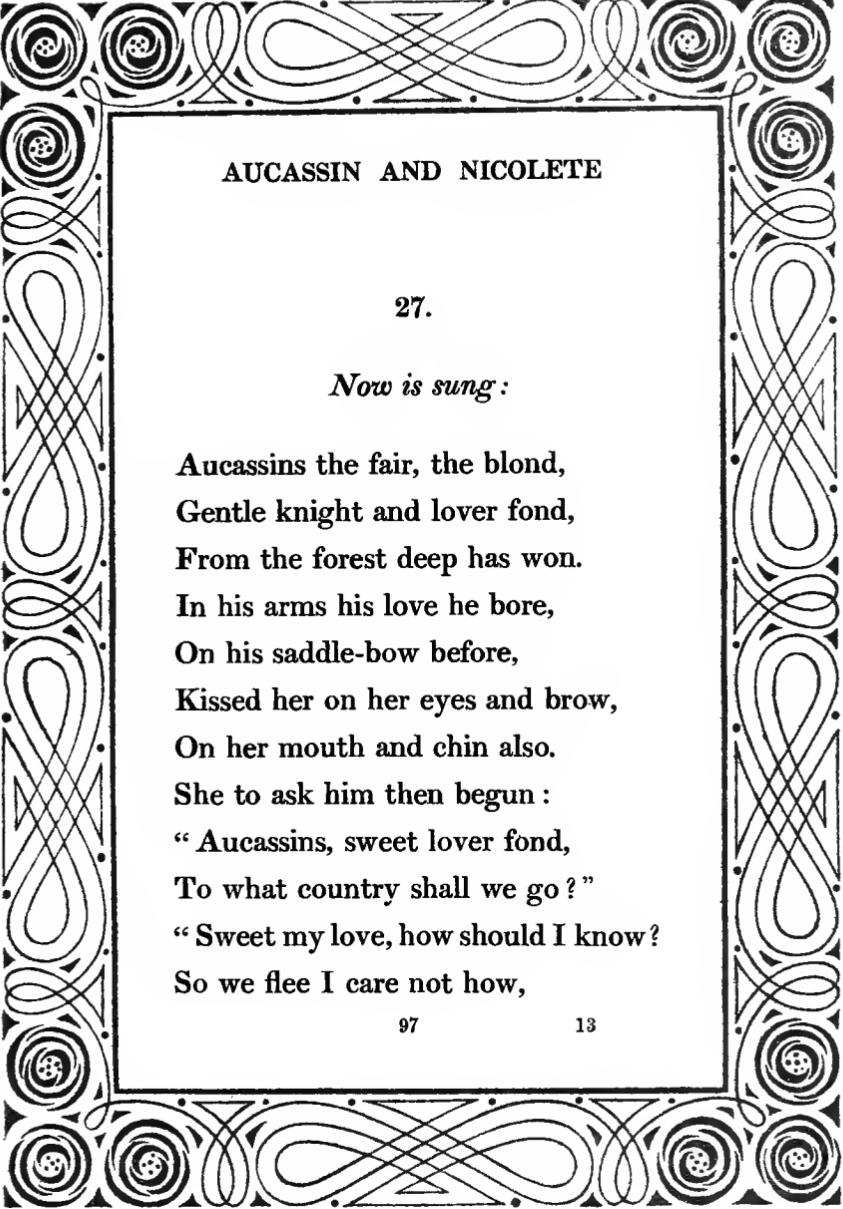 AUCASSIN AND NICOLETE
27.
Now is sung:
Aucassins the fair, the blond,
Gentle knight and lover fond,
From the forest deep has won.
In his arms his love he bore,
On his saddle-bow before,
Kissed her on her eyes and brow,
On her mouth and chin also.
She to ask him then begun:
“Aucassins, sweet lover fond,
To what country shall we go?”
“Sweet my love, how should I know?
So we flee I care not how,
97 13